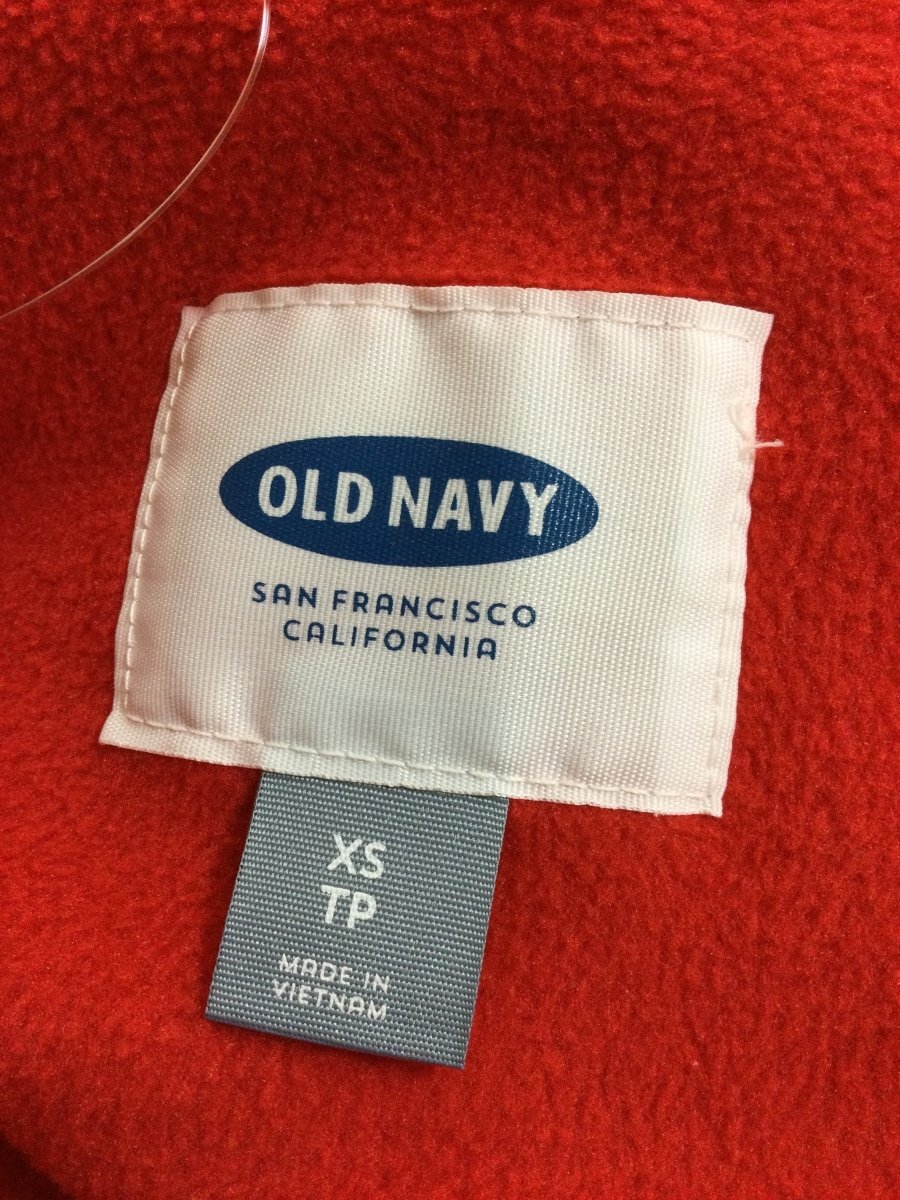 OLD NAVY
SAN FRANCISCO
CALIFORNIA
XS
TP
MADE IN
VIETNAM